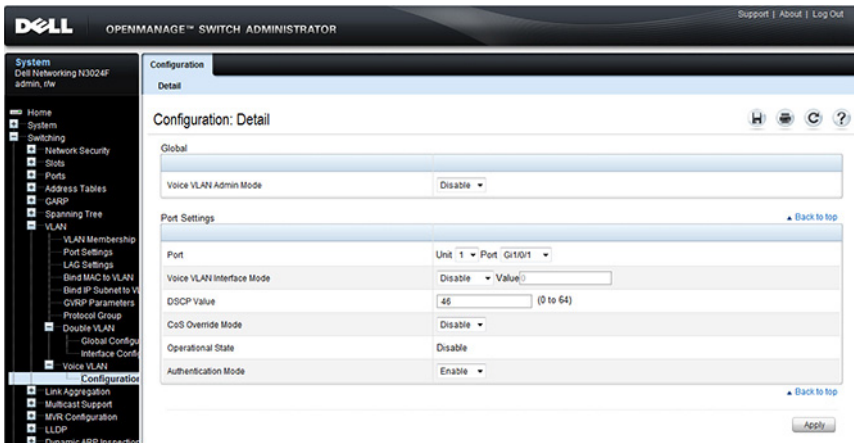 Support | About | Log Out
DELL OPENMANAGE™ SWITCH ADMINISTRATOR
System
Dell Networking N3024F
admin, r/w
Home
System
Switching
Network Security
Slots
Ports
Address Tables
GARP
Spanning Tree
VLAN
VLAN Membership
Port Settings
LAG Settings
Bind MAC to VLAN
Bind IP Subnet to VL
GVRP Parameters
Protocol Group
Double VLAN
Global Configu
Interface Config
Voice VLAN
Configuration
Link Aggregation
Multicast Support
MVR Configuration
LLDP
Dynamic ARP Inspection
Configuration
Detail
Configuration: Detail
Global
Voice VLAN Admin Mode Disable
Port Settings Back to top
Port Unit 1 Port Gi1/0/1
Voice VLAN Interface Mode Disable Value 0
DSCP Value 46 (0 to 64)
CoS Override Mode Disable
Operational State Disable
Authentication Mode Enable
Back to top
Apply